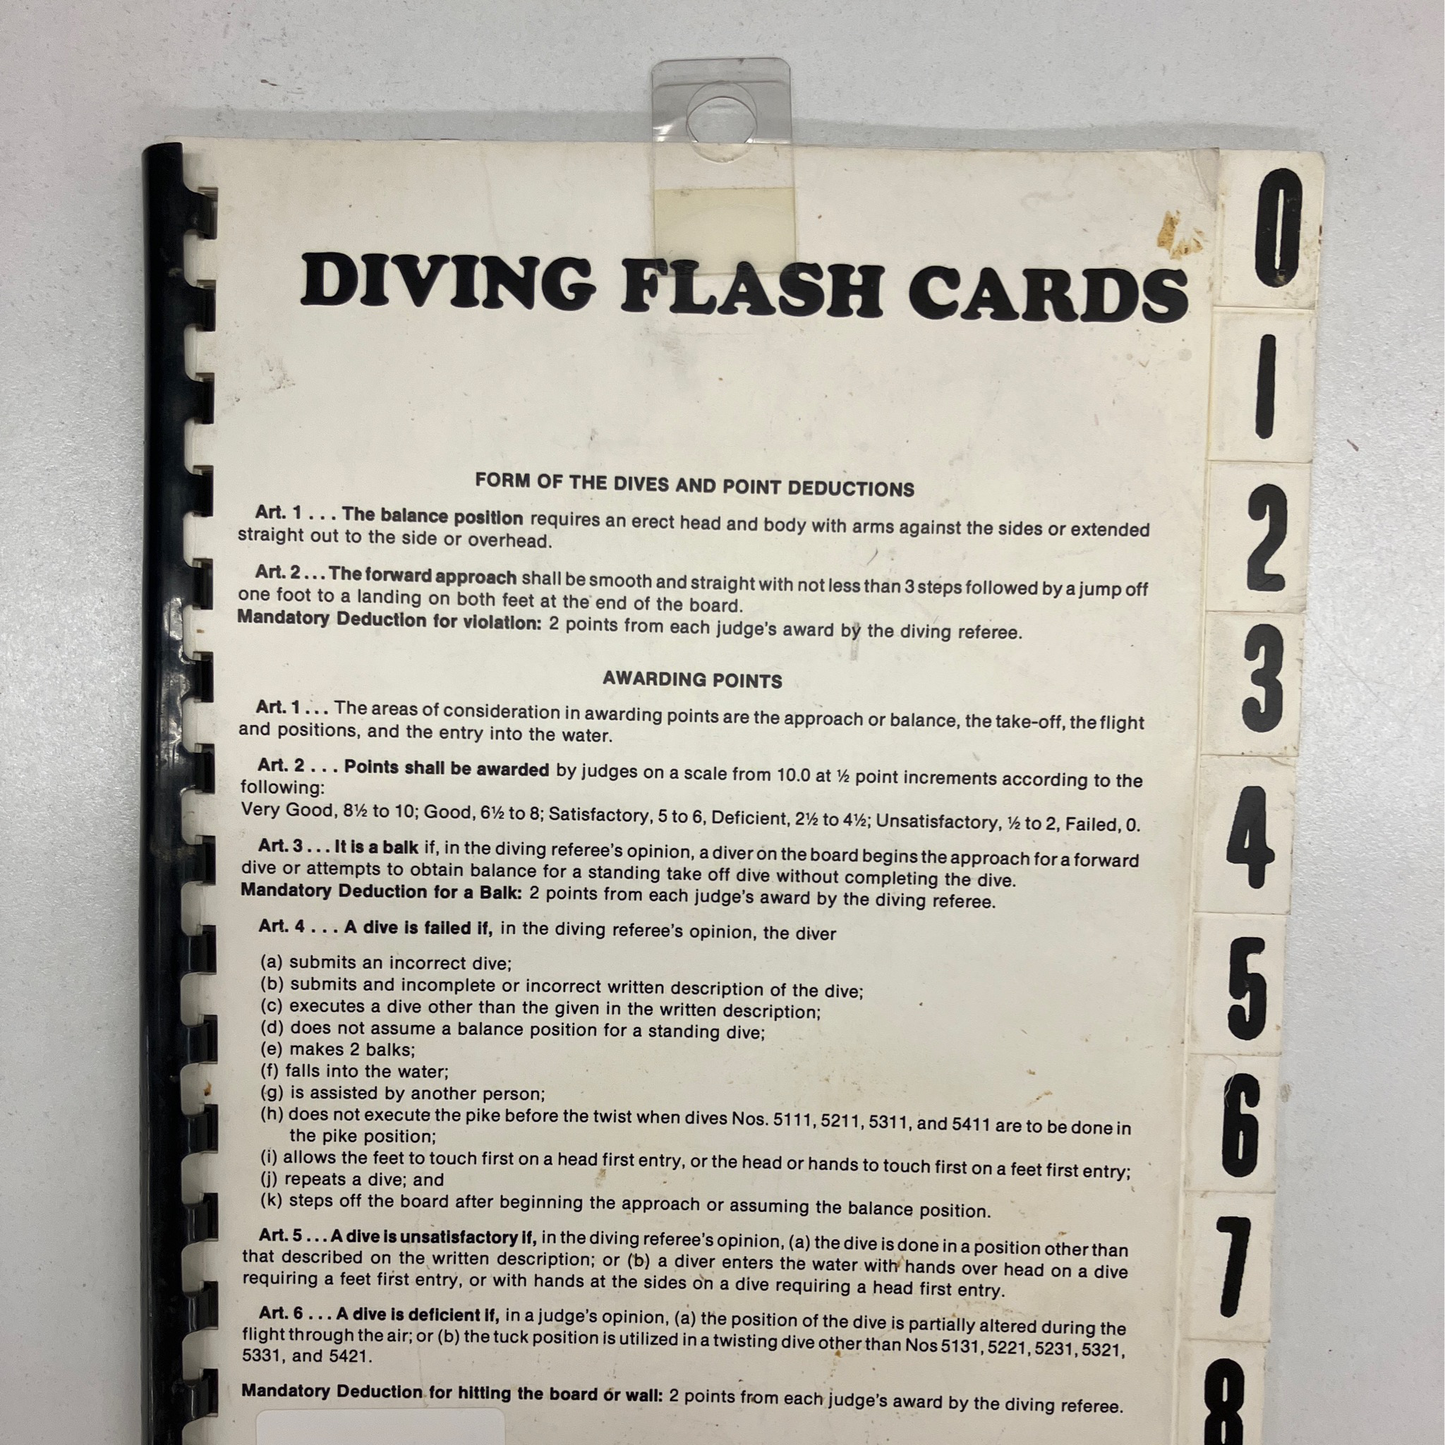 DIVING FLASH CARDS
FORM OF THE DIVES AND POINT DEDUCTIONS
Art. 1 . . . The balance position requires an erect head and body with arms against the sides or extended
straight out to the side or overhead.
Art. 2 . . . The forward approach shall be smooth and straight with not less than 3 steps followed by a jump off
one foot to a landing on both feet at the end of the board.
Mandatory Deduction for violation: 2 points from each judge's award by the diving referee.
AWARDING POINTS
Art. 1 . . . The areas of consideration in awarding points are the approach or balance, the take-off, the flight
and positions, and the entry into the water.
Art. 2 . . . Points shall be awarded by judges on a scale from 10.0 at ½ point increments according to the
following:
Very Good, 8½ to 10; Good, 6½ to 8; Satisfactory, 5 to 6, Deficient, 2½ to 4½; Unsatisfactory, ½ to 2, Failed, 0.
Art. 3 . . . It is a balk if, in the diving referee's opinion, a diver on the board begins the approach for a forward
dive or attempts to obtain balance for a standing take off dive without completing the dive.
Mandatory Deduction for a Balk: 2 points from each judge's award by the diving referee.
Art. 4 . . . A dive is failed if, in the diving referee's opinion, the diver
(a) submits an incorrect dive;
(b) submits and incomplete or incorrect written description of the dive;
(c) executes a dive other than the given in the written description;
(d) does not assume a balance position for a standing dive;
(e) makes 2 balks;
(f) falls into the water;
(g) is assisted by another person;
(h) does not execute the pike before the twist when dives Nos. 5111, 5211, 5311, and 5411 are to be done in
the pike position;
(i) allows the feet to touch first on a head first entry, or the head or hands to touch first on a feet first entry;
(j) repeats a dive; and
(k) steps off the board after beginning the approach or assuming the balance position.
Art. 5 . . . A dive is unsatisfactory if, in the diving referee's opinion, (a) the dive is done in a position other than
that described on the written description; or (b) a diver enters the water with hands over head on a dive
requiring a feet first entry, or with hands at the sides on a dive requiring a head first entry.
Art. 6 . . . A dive is deficient if, in a judge's opinion, (a) the position of the dive is partially altered during the
flight through the air; or (b) the tuck position is utilized in a twisting dive other than Nos 5131, 5221, 5231, 5321,
5331, and 5421.
Mandatory Deduction for hitting the board or wall: 2 points from each judge's award by the diving referee.
0
1
2
3
4
5
6
7
8